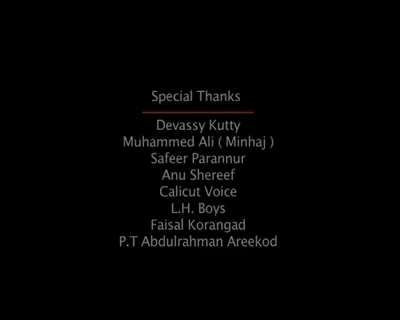 Special Thanks
Devassy Kutty
Muhammed Ali ( Minhaj )
Safeer Parannur
Anu Shereef
Calicut Voice
L.H. Boys
Faisal Korangad
P.T Abdulrahman Areekod